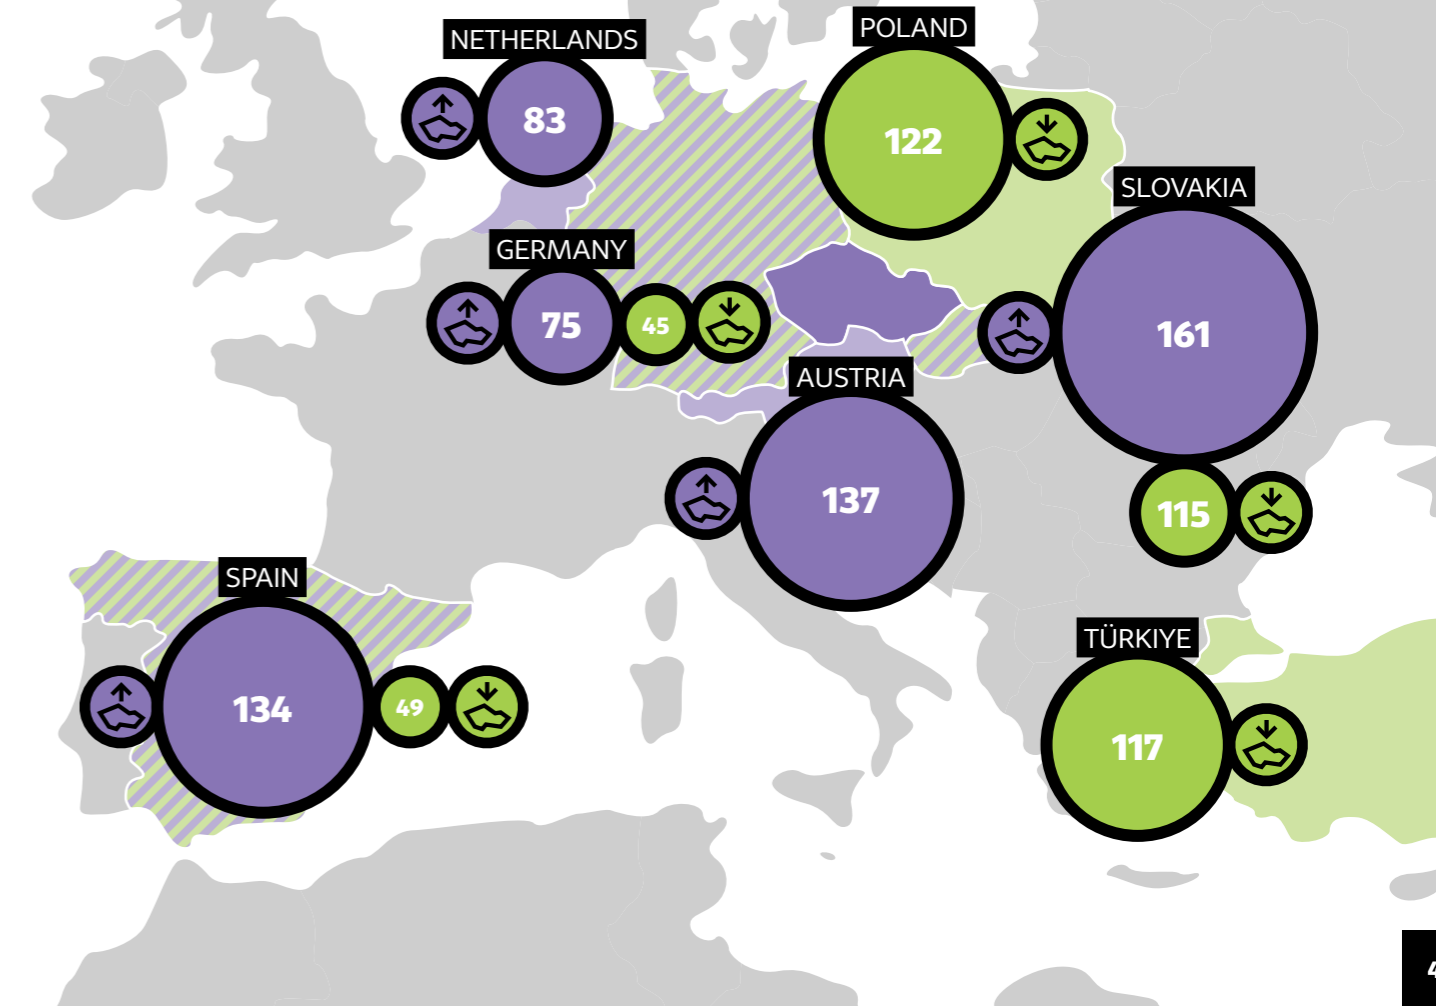 NETHERLANDS
83
POLAND
122
SLOVAKIA
161
115
GERMANY
75
45
AUSTRIA
137
SPAIN
134
49
TÜRKIYE
117